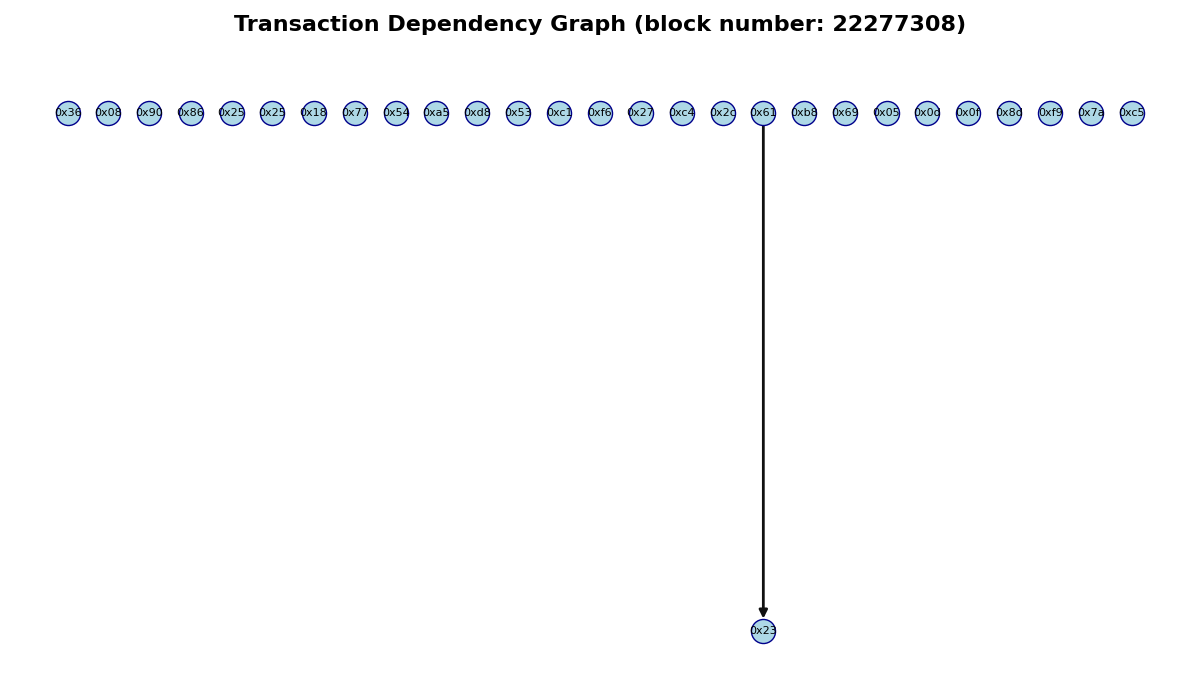 Transaction Dependency Graph (block number: 22277308)
0x36 0x08 0x90 0x86 0x25 0x25 0x18 0x77 0x54 0xa5 0xd8 0x53 0xc1 0xf6 0x27 0xc4 0x2c 0x61 0xb8 0x69 0x05 0x0d 0x0f 0x8d 0xf9 0x7a 0xc5
0x23